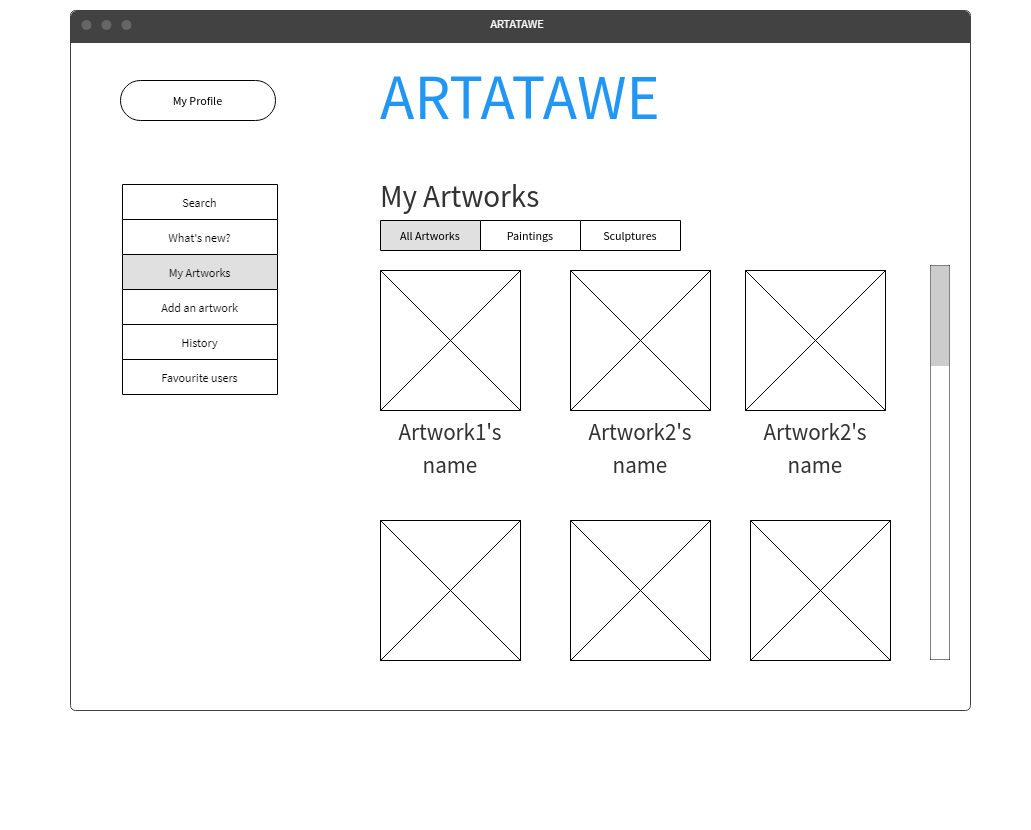 ARTATAWE
My Profile
ARTATAWE
Search
What's new?
My Artworks
Add an artwork
History
Favourite users
My Artworks
All Artworks Paintings Sculptures
Artwork1's Artwork2's Artwork2's
name name name